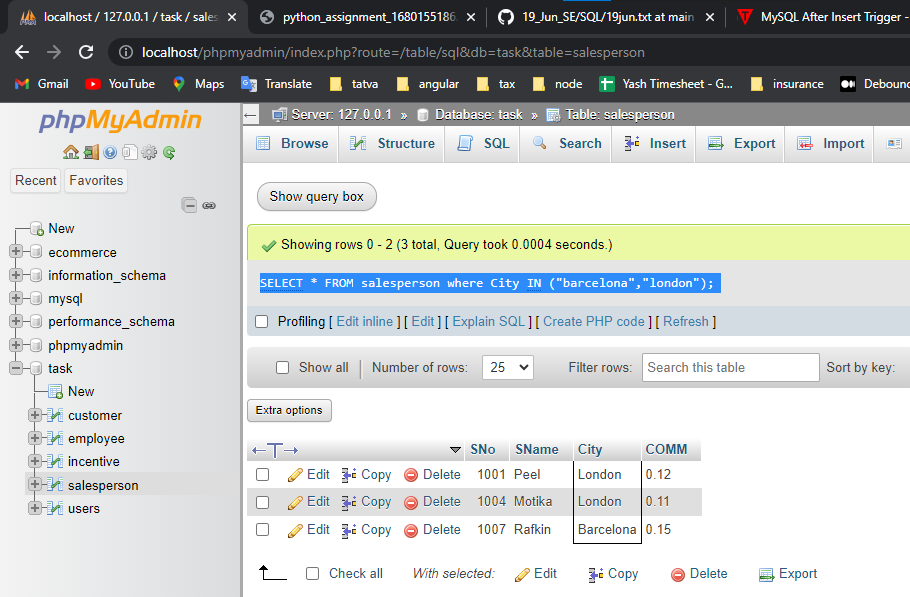 localhost / 127.0.0.1 / task / sales
python_assignment_1680155186.
19_Jun_SE/SQL/19jun.txt at main
MySQL After Insert Trigger -
localhost/phpmyadmin/index.php?route=/table/sql&db=task&table=salesperson
Gmail YouTube Maps Translate tatva angular tax node Yash Timesheet - G... insurance Debound
phpMyAdmin
Recent Favorites
New
ecommerce
information_schema
mysql
performance_schema
phpmyadmin
task
New
customer
employee
incentive
salesperson
users
Server: 127.0.0.1 » Database: task » Table: salesperson
Browse Structure SQL Search Insert Export Import
Show query box
Showing rows 0 - 2 (3 total, Query took 0.0004 seconds.)
SELECT * FROM salesperson where City IN ("barcelona","london");
Profiling [ Edit inline ] [ Edit ] [ Explain SQL ] [ Create PHP code ] [ Refresh ]
Show all Number of rows: 25 Filter rows: Search this table Sort by key:
Extra options
←T→ SNo SName City COMM
Edit Copy Delete 1001 Peel London 0.12
Edit Copy Delete 1004 Motika London 0.11
Edit Copy Delete 1007 Rafkin Barcelona 0.15
Check all With selected: Edit Copy Delete Export